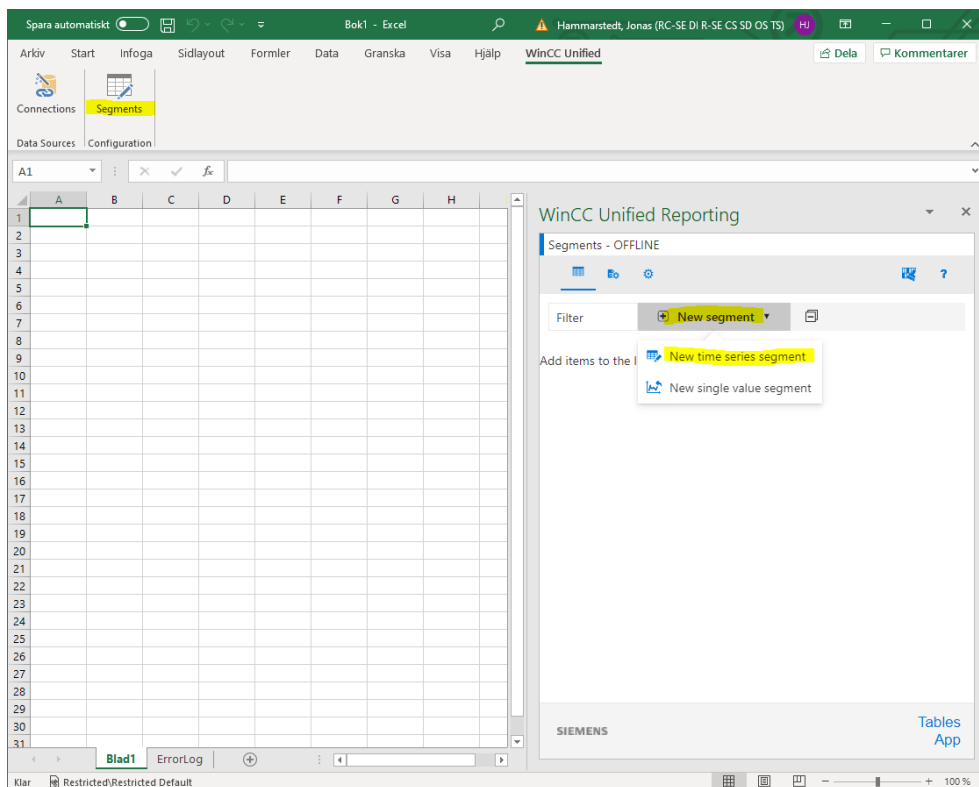 Spara automatiskt
Bok1 - Excel
Hammarstedt, Jonas (RC-SE DI R-SE CS SD OS TS)
HJ
Arkiv Start Infoga Sidlayout Formler Data Granska Visa Hjälp WinCC Unified
Dela
Kommentarer
Connections
Segments
Data Sources
Configuration
A1
fx
A B C D E F G H
1
2
3
4
5
6
7
8
9
10
11
12
13
14
15
16
17
18
19
20
21
22
23
24
25
26
27
28
29
30
31
WinCC Unified Reporting
Segments - OFFLINE
?
Filter
New segment
Add items to the l
New time series segment
New single value segment
SIEMENS
Tables
App
Blad1 ErrorLog
Klar Restricted\Restricted Default
100 %